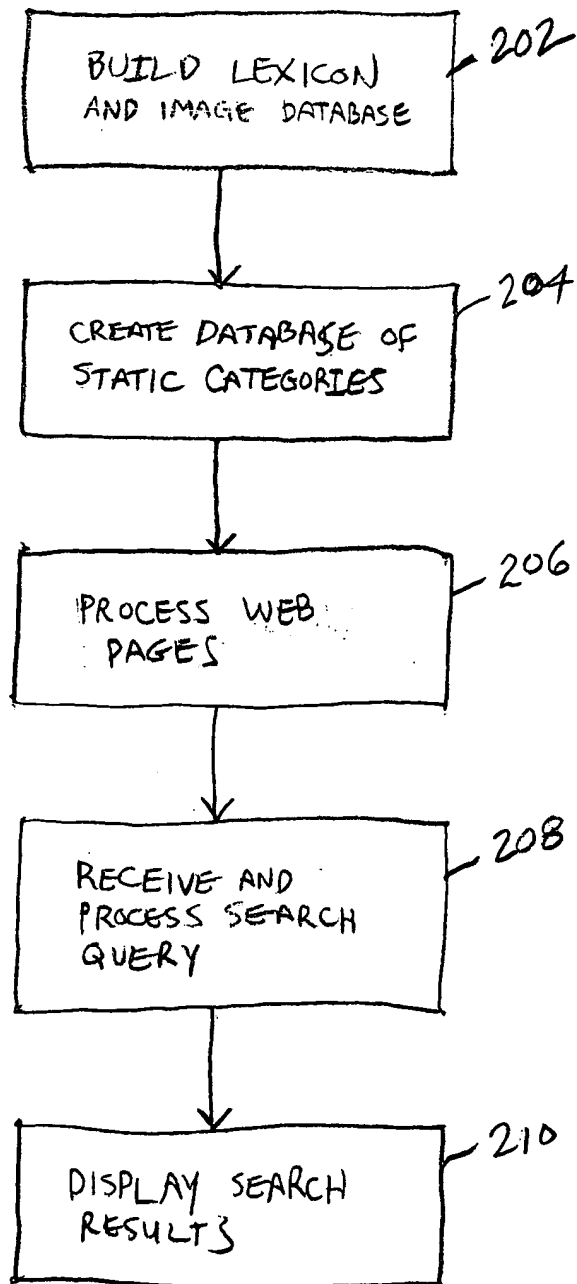 BUILD LEXICON
AND IMAGE DATABASE
202
CREATE DATABASE OF
STATIC CATEGORIES
204
PROCESS WEB
PAGES
206
RECEIVE AND
PROCESS SEARCH
QUERY
208
DISPLAY SEARCH
RESULTS
210